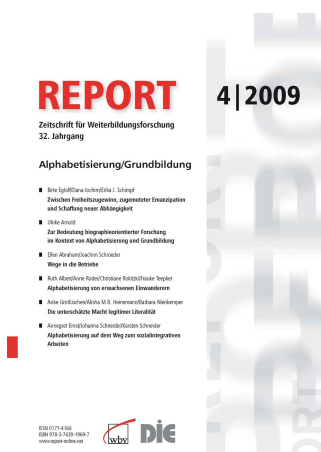 REPORT 4|2009
Zeitschrift für Weiterbildungsforschung
32. Jahrgang
Alphabetisierung/Grundbildung
Birte Egloff/Dana Jochim/Erika J. Schimpf
Zwischen Freiheitszugewinn, zugemuteter Emanzipation
und Schaffung neuer Abhängigkeit
Ulrike Arnold
Zur Bedeutung biographieorientierter Forschung
im Kontext von Alphabetisierung und Grundbildung
Ellen Abraham/Joachim Schroeder
Wege in die Betriebe
Ruth Albert/Anne Roder/Christiane Rokitzki/Frauke Teepker
Alphabetisierung von erwachsenen Einwanderern
Anke Grotlüschen/Alisha M.B. Heinemann/Barbara Nienkemper
Die unterschätzte Macht legitimer Literalität
Annegret Ernst/Johanna Schneider/Karsten Schneider
Alphabetisierung auf dem Weg zum sozialintegrativen
Arbeiten
ISSN 0177-4166
ISBN 978-3-7639-1969-7
www.report-online.net
wbv
DIE